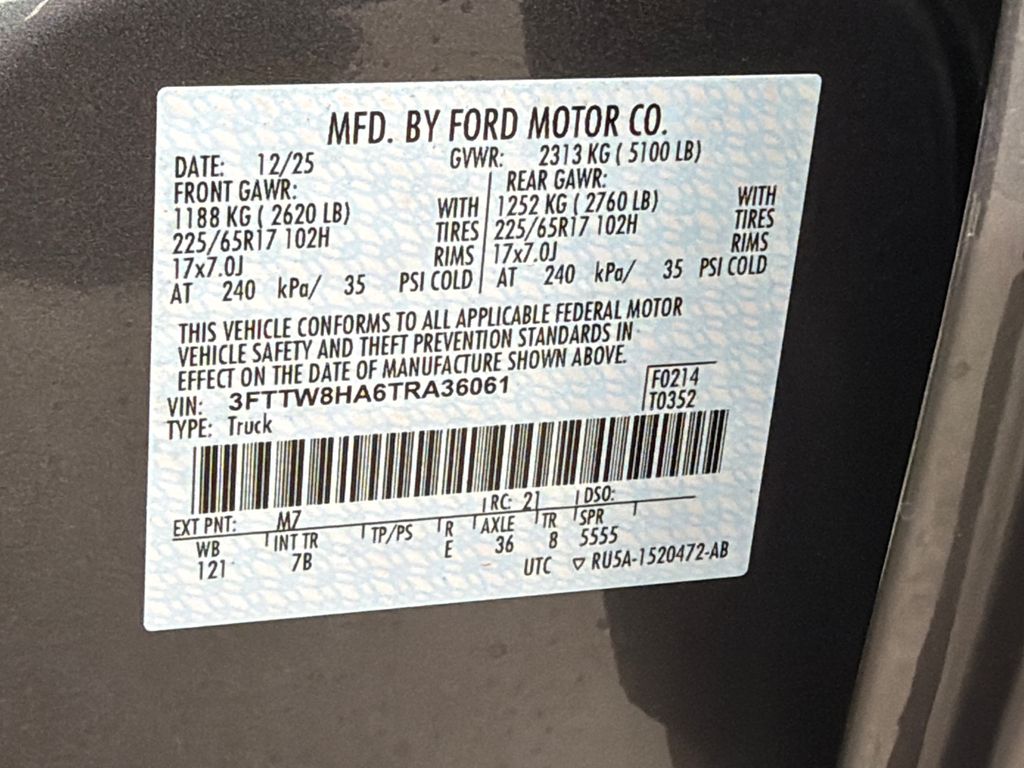 MFD. BY FORD MOTOR CO.
DATE: 12/25 GVWR: 2313 KG ( 5100 LB)
FRONT GAWR: REAR GAWR:
1188 KG ( 2620 LB) WITH 1252 KG ( 2760 LB) WITH
225/65R17 102H TIRES 225/65R17 102H TIRES
17x7.0J RIMS 17x7.0J RIMS
AT 240 kPa/ 35 PSI COLD AT 240 kPa/ 35 PSI COLD
THIS VEHICLE CONFORMS TO ALL APPLICABLE FEDERAL MOTOR
VEHICLE SAFETY AND THEFT PREVENTION STANDARDS IN
EFFECT ON THE DATE OF MANUFACTURE SHOWN ABOVE.
VIN: 3FTTW8HA6TRA36061 F0214
TYPE: Truck T0352
EXT PNT: M7 RC: 21 DSO:
WB INT TR TP/PS R AXLE TR SPR
121 7B E 36 8 5555
UTC ▽ RU5A-1520472-AB